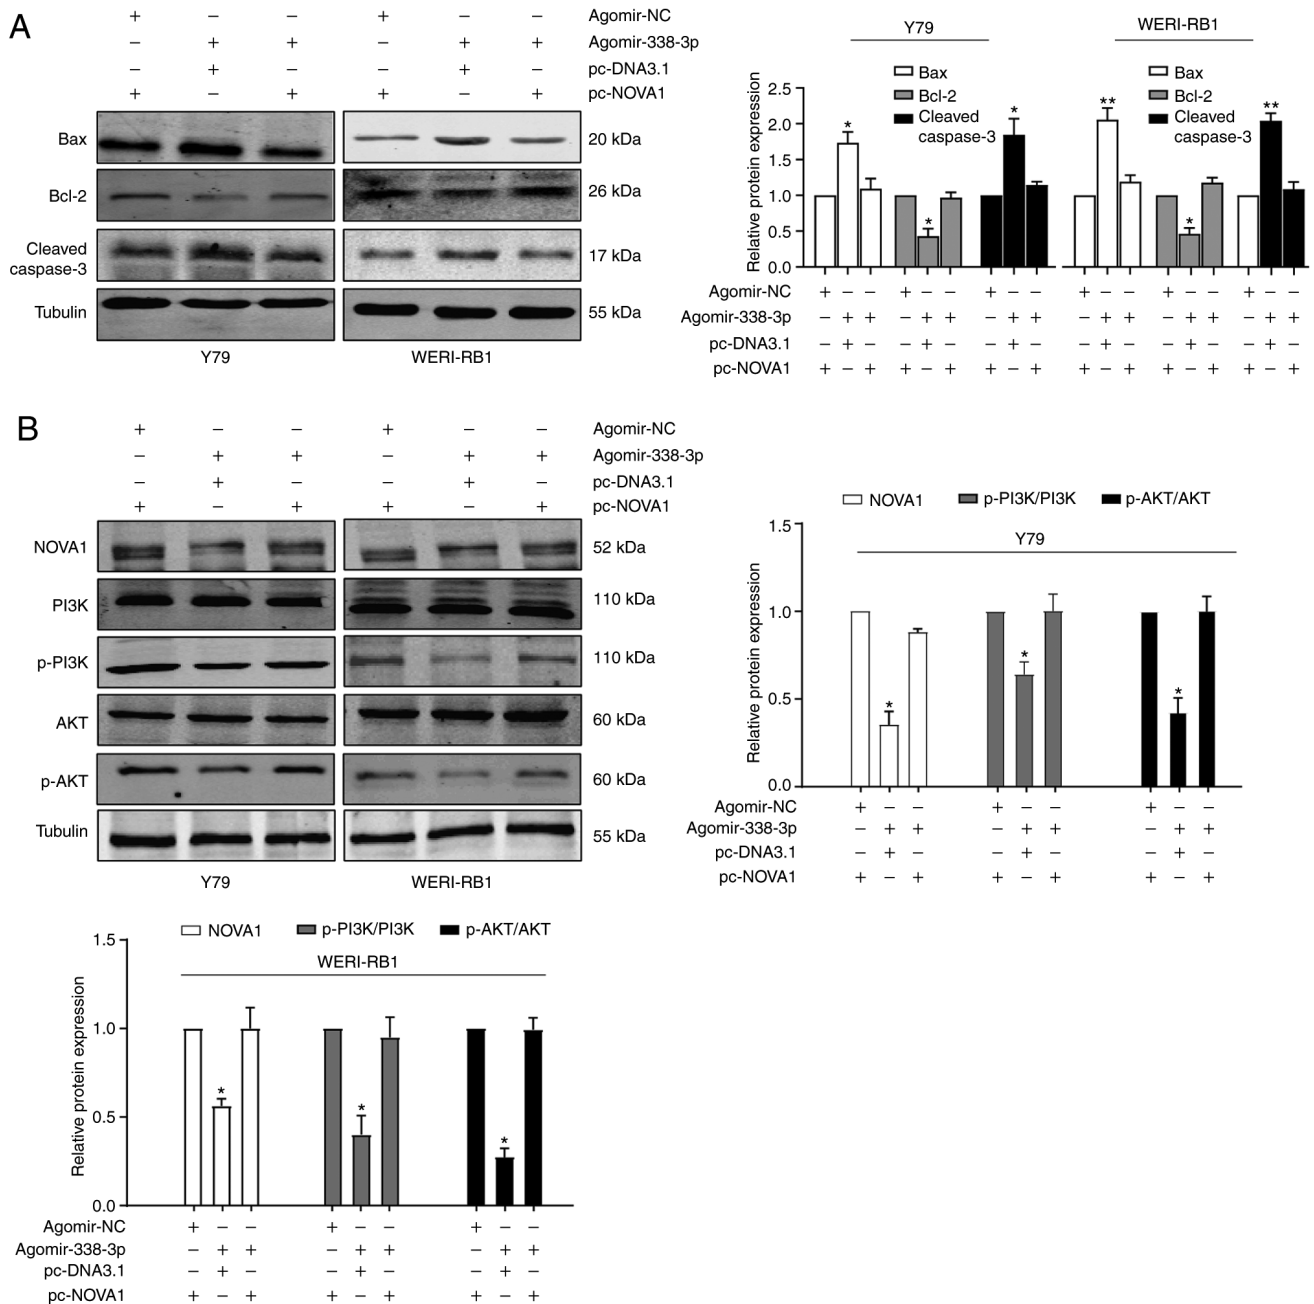 A
+ − − + − − Agomir-NC
− + + − + + Agomir-338-3p
− + − − + − pc-DNA3.1
+ − + + − + pc-NOVA1
Bax 20 kDa
Bcl-2 26 kDa
Cleaved
caspase-3 17 kDa
Tubulin 55 kDa
Y79 WERI-RB1
Y79 WERI-RB1
Bax Bax
Bcl-2 Bcl-2
Cleaved
caspase-3
Cleaved
caspase-3
Relative protein expression
2.5
2.0
1.5
1.0
0.5
0.0
* * * ** * **
Agomir-NC + − − + − − + − − + − − + − − + − −
Agomir-338-3p − + + − + + − + + − + + − + + − + +
pc-DNA3.1 − + − − + − − + − − + − − + − − + −
pc-NOVA1 + − + + − + + − + + − + + − + + − +
B
+ − − + − − Agomir-NC
− + + − + + Agomir-338-3p
− + − − + − pc-DNA3.1
+ − + + − + pc-NOVA1
NOVA1 52 kDa
PI3K 110 kDa
p-PI3K 110 kDa
AKT 60 kDa
p-AKT 60 kDa
Tubulin 55 kDa
Y79 WERI-RB1
NOVA1 p-PI3K/PI3K p-AKT/AKT
Y79
Relative protein expression
1.5
1.0
0.5
0.0
* * *
Agomir-NC + − − + − − + − −
Agomir-338-3p − + + − + + − + +
pc-DNA3.1 − + − − + − − + −
pc-NOVA1 + − + + − + + − +
NOVA1 p-PI3K/PI3K p-AKT/AKT
WERI-RB1
Relative protein expression
1.5
1.0
0.5
0.0
* * *
Agomir-NC + − − + − − + − −
Agomir-338-3p − + + − + + − + +
pc-DNA3.1 − + − − + − − + −
pc-NOVA1 + − + + − + + − +